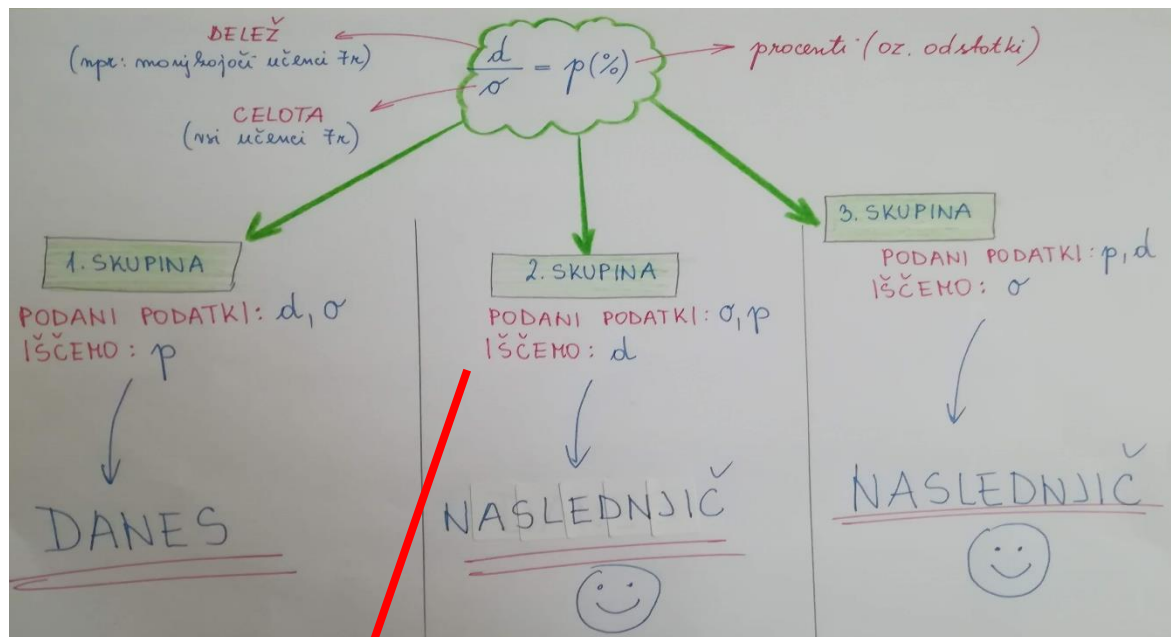 DELEŽ
(npr: manjkajoči učenci 7r)
d/σ = p(%)
procenti (oz. odstotki)
CELOTA
(vsi učenci 7r)
1. SKUPINA
PODANI PODATKI: d, σ
IŠČEMO: p
DANES
2. SKUPINA
PODANI PODATKI: σ, p
IŠČEMO: d
NASLEDNJIČ
3. SKUPINA
PODANI PODATKI: p, d
IŠČEMO: σ
NASLEDNJIČ